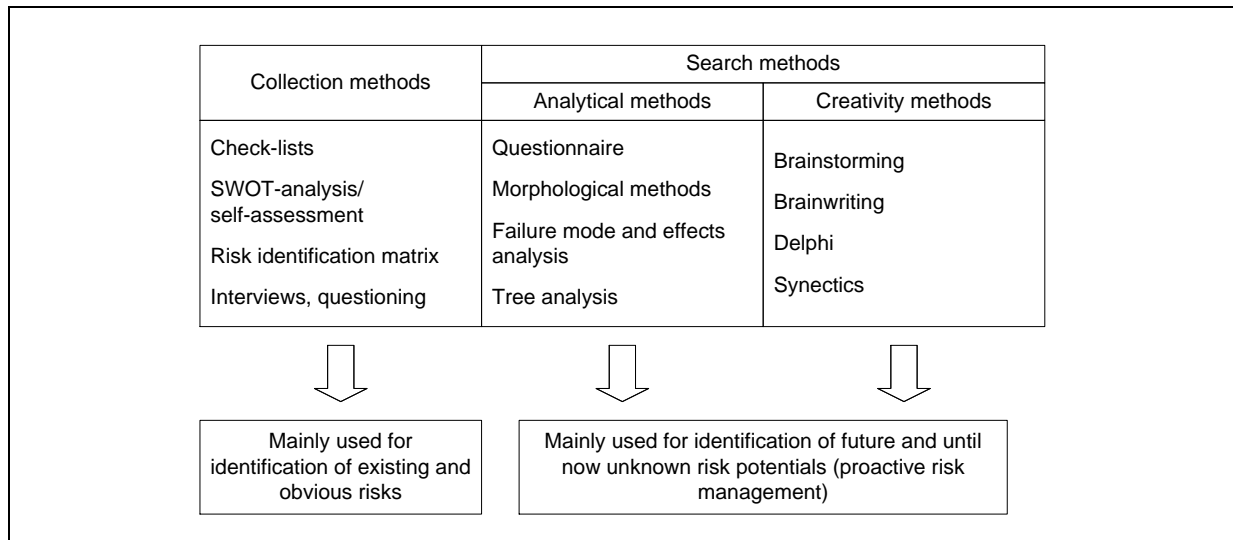 Collection methods
Search methods
Analytical methods
Creativity methods
Check-lists
SWOT-analysis/
self-assessment
Risk identification matrix
Interviews, questioning
Questionnaire
Morphological methods
Failure mode and effects
analysis
Tree analysis
Brainstorming
Brainwriting
Delphi
Synectics
Mainly used for
identification of existing and
obvious risks
Mainly used for identification of future and until
now unknown risk potentials (proactive risk
management)